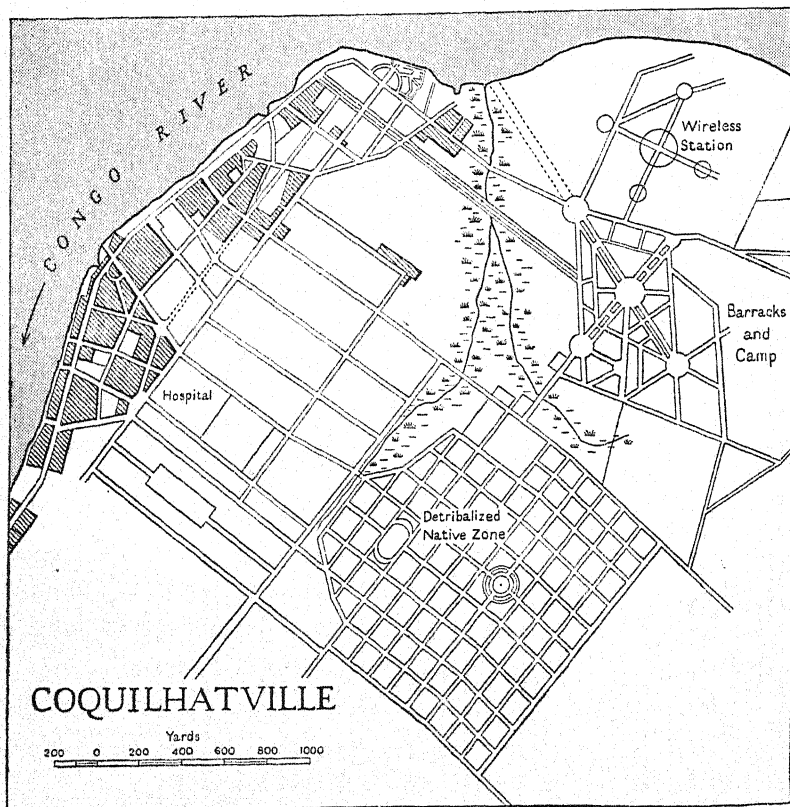 CONGO RIVER
Wireless
Station
Barracks
and
Camp
Hospital
Detribalized
Native Zone
COQUILHATVILLE
Yards
200 0 200 400 600 800 1000